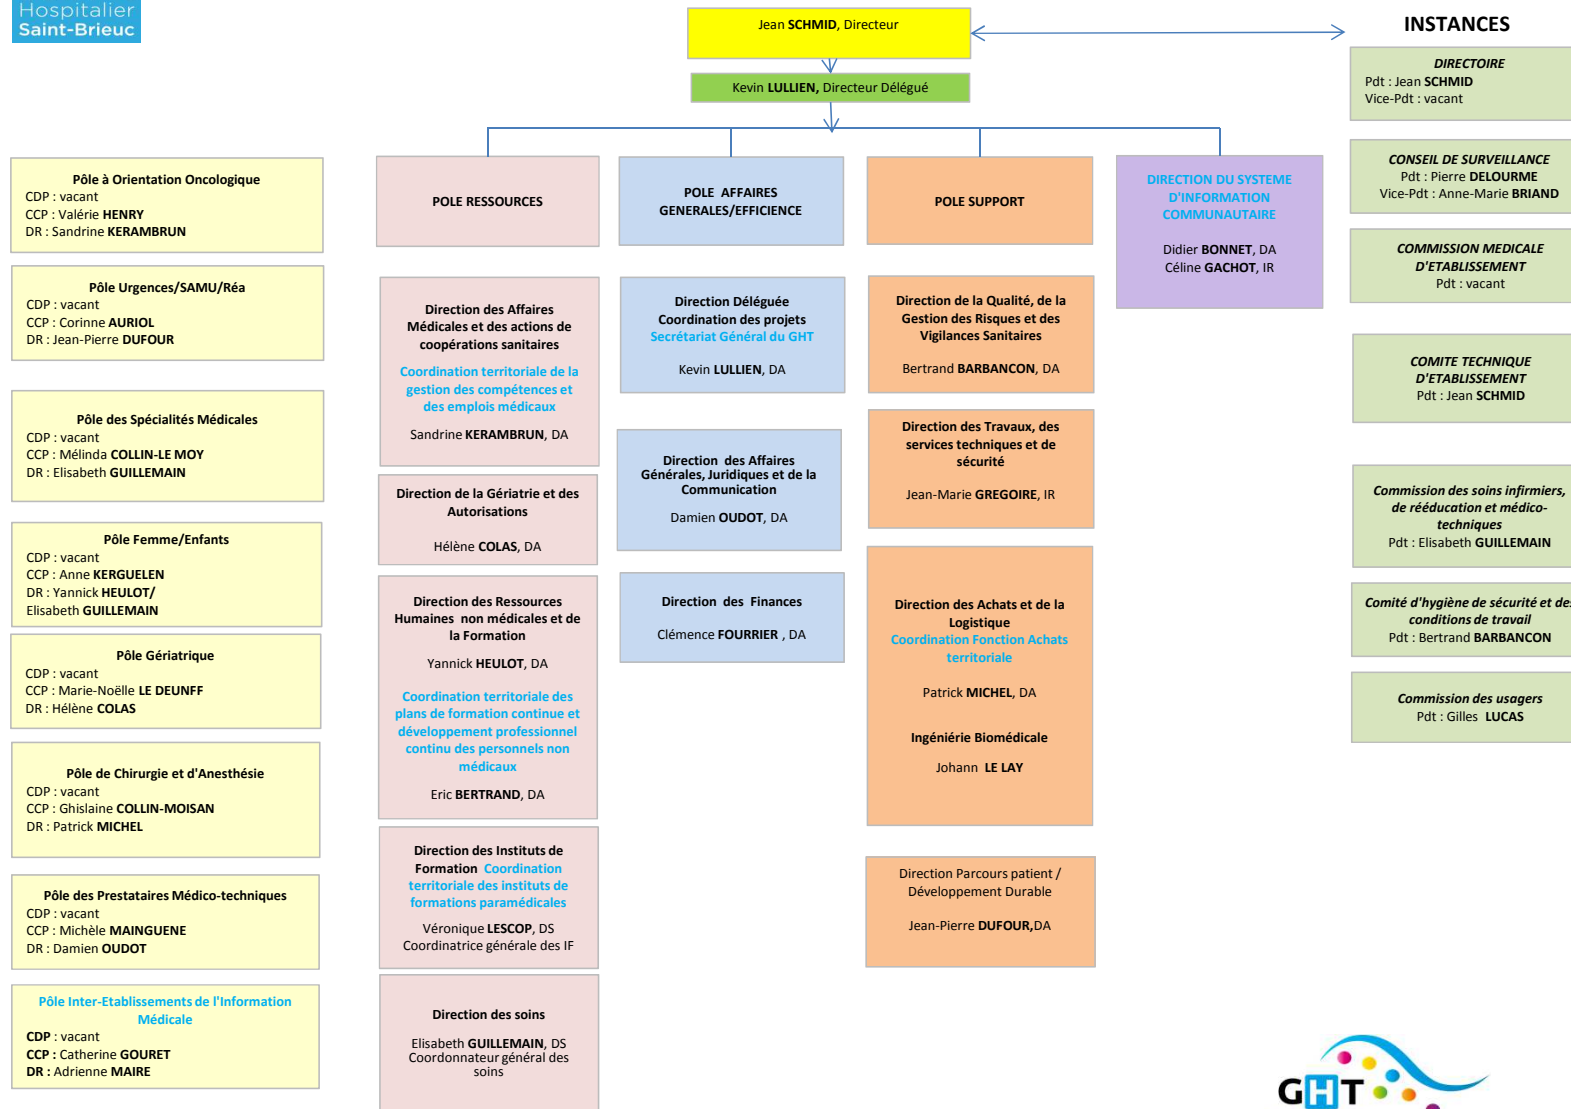 Hospitalier
Saint-Brieuc
Jean SCHMID, Directeur
Kevin LULLIEN, Directeur Délégué
INSTANCES
DIRECTOIRE
Pdt : Jean SCHMID
Vice-Pdt : vacant
CONSEIL DE SURVEILLANCE
Pdt : Pierre DELOURME
Vice-Pdt : Anne-Marie BRIAND
COMMISSION MEDICALE
D'ETABLISSEMENT
Pdt : vacant
COMITE TECHNIQUE
D'ETABLISSEMENT
Pdt : Jean SCHMID
Commission des soins infirmiers,
de rééducation et médico-
techniques
Pdt : Elisabeth GUILLEMAIN
Comité d'hygiène de sécurité et des
conditions de travail
Pdt : Bertrand BARBANCON
Commission des usagers
Pdt : Gilles LUCAS
Pôle à Orientation Oncologique
CDP : vacant
CCP : Valérie HENRY
DR : Sandrine KERAMBRUN
Pôle Urgences/SAMU/Réa
CDP : vacant
CCP : Corinne AURIOL
DR : Jean-Pierre DUFOUR
Pôle des Spécialités Médicales
CDP : vacant
CCP : Mélinda COLLIN-LE MOY
DR : Elisabeth GUILLEMAIN
Pôle Femme/Enfants
CDP : vacant
CCP : Anne KERGUELEN
DR : Yannick HEULOT/
Elisabeth GUILLEMAIN
Pôle Gériatrique
CDP : vacant
CCP : Marie-Noëlle LE DEUNFF
DR : Hélène COLAS
Pôle de Chirurgie et d'Anesthésie
CDP : vacant
CCP : Ghislaine COLLIN-MOISAN
DR : Patrick MICHEL
Pôle des Prestataires Médico-techniques
CDP : vacant
CCP : Michèle MAINGUENE
DR : Damien OUDOT
Pôle Inter-Etablissements de l'Information
Médicale
CDP : vacant
CCP : Catherine GOURET
DR : Adrienne MAIRE
POLE RESSOURCES
Direction des Affaires
Médicales et des actions de
coopérations sanitaires
Coordination territoriale de la
gestion des compétences et
des emplois médicaux
Sandrine KERAMBRUN, DA
Direction de la Gériatrie et des
Autorisations
Hélène COLAS, DA
Direction des Ressources
Humaines non médicales et de
la Formation
Yannick HEULOT, DA
Coordination territoriale des
plans de formation continue et
développement professionnel
continu des personnels non
médicaux
Eric BERTRAND, DA
Direction des Instituts de
Formation Coordination
territoriale des instituts de
formations paramédicales
Véronique LESCOP, DS
Coordinatrice générale des IF
Direction des soins
Elisabeth GUILLEMAIN, DS
Coordonnateur général des
soins
POLE AFFAIRES
GENERALES/EFFICIENCE
Direction Déléguée
Coordination des projets
Secrétariat Général du GHT
Kevin LULLIEN, DA
Direction des Affaires
Générales, Juridiques et de la
Communication
Damien OUDOT, DA
Direction des Finances
Clémence FOURRIER , DA
POLE SUPPORT
Direction de la Qualité, de la
Gestion des Risques et des
Vigilances Sanitaires
Bertrand BARBANCON, DA
Direction des Travaux, des
services techniques et de
sécurité
Jean-Marie GREGOIRE, IR
Direction des Achats et de la
Logistique
Coordination Fonction Achats
territoriale
Patrick MICHEL, DA
Ingéniérie Biomédicale
Johann LE LAY
Direction Parcours patient /
Développement Durable
Jean-Pierre DUFOUR,DA
DIRECTION DU SYSTEME
D'INFORMATION
COMMUNAUTAIRE
Didier BONNET, DA
Céline GACHOT, IR
GHT